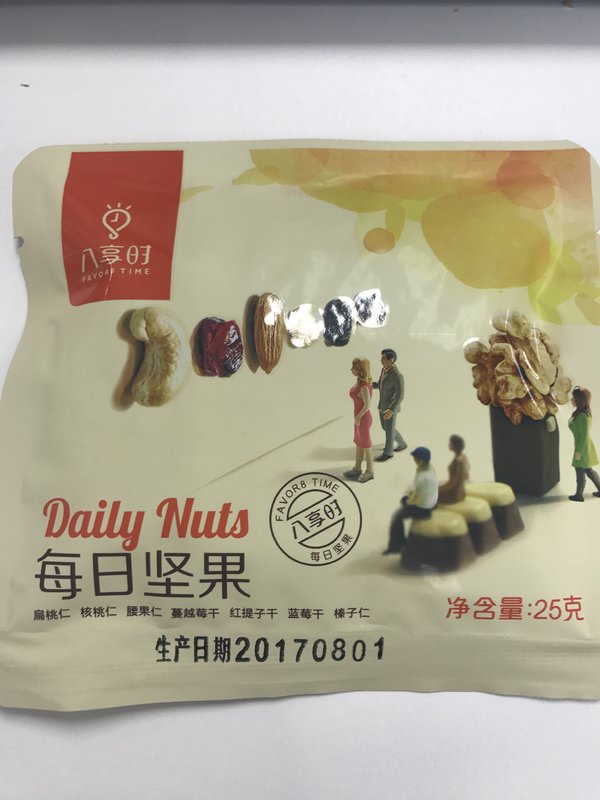 八享时
FAVOR8 TIME
Daily Nuts
每日坚果
FAVOR8 TIME
八享时
每日坚果
扁桃仁 核桃仁 腰果仁 蔓越莓干 红提子干 蓝莓干 榛子仁
净含量:25克
生产日期20170801